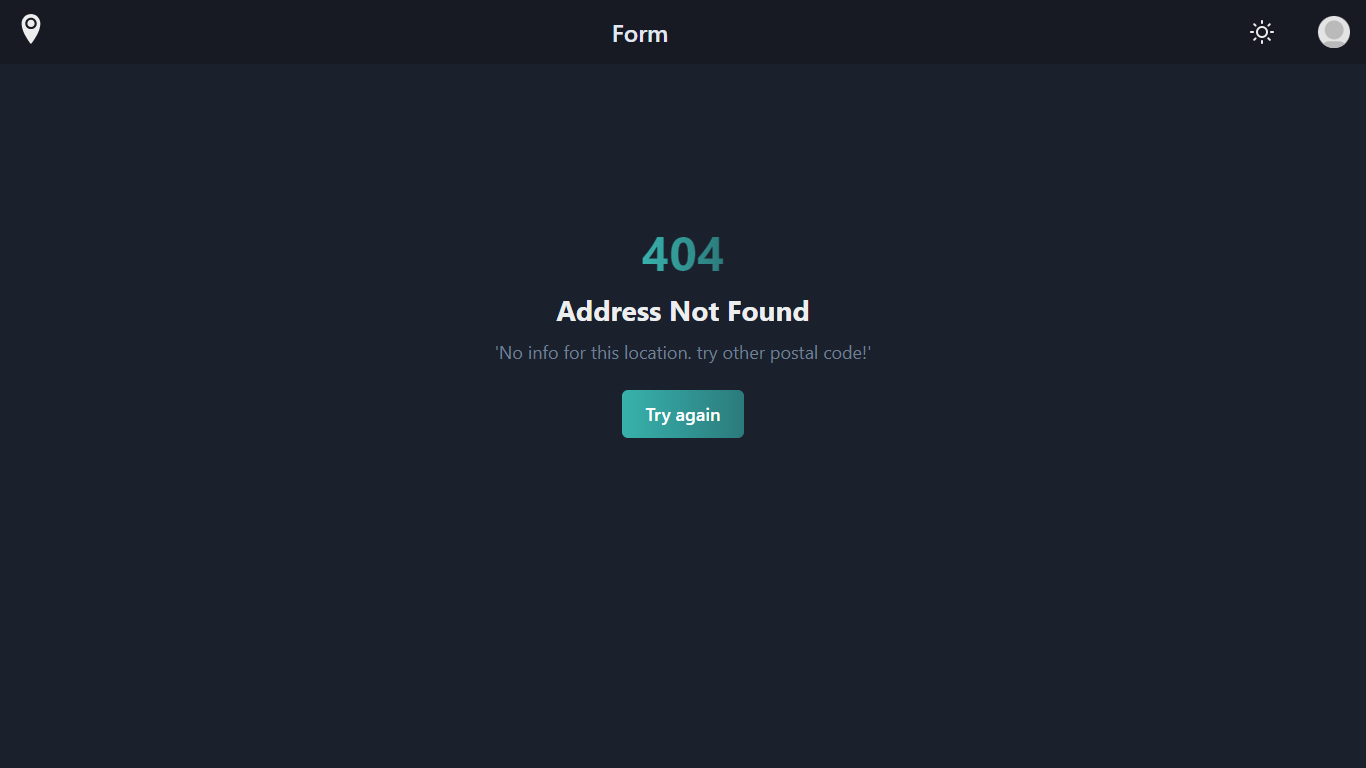 Form
404
Address Not Found
'No info for this location. try other postal code!'
Try again